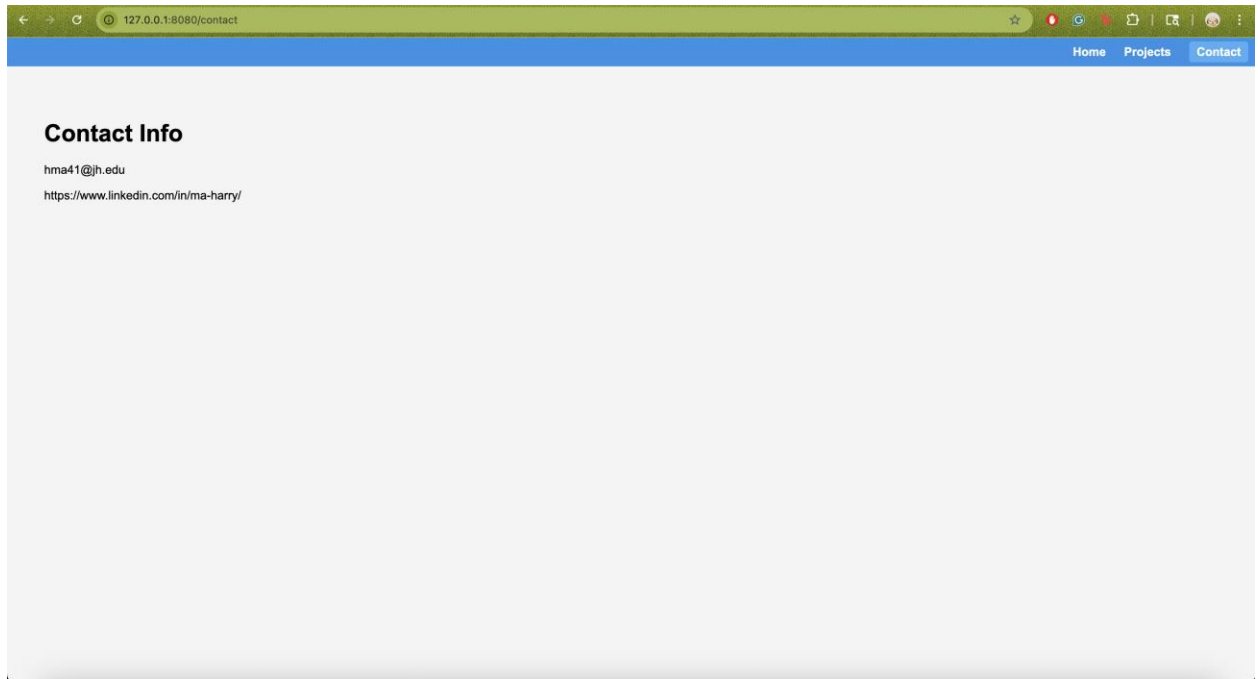 127.0.0.1:8080/contact
Home Projects Contact
Contact Info
hma41@jh.edu
https://www.linkedin.com/in/ma-harry/